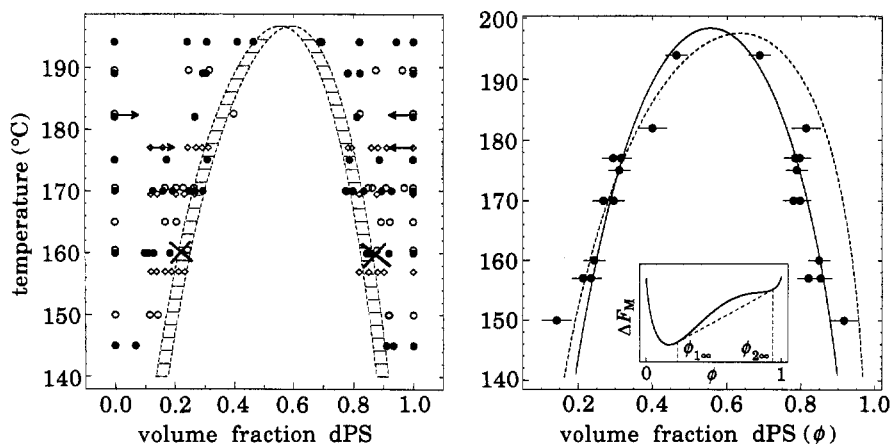 temperature (°C)
190
180
170
160
150
140
0.0 0.2 0.4 0.6 0.8 1.0
volume fraction dPS
200
190
180
170
160
150
140
ΔF_M
ϕ₁∞ ϕ₂∞
0 ϕ 1
0.2 0.4 0.6 0.8 1.0
volume fraction dPS (ϕ)